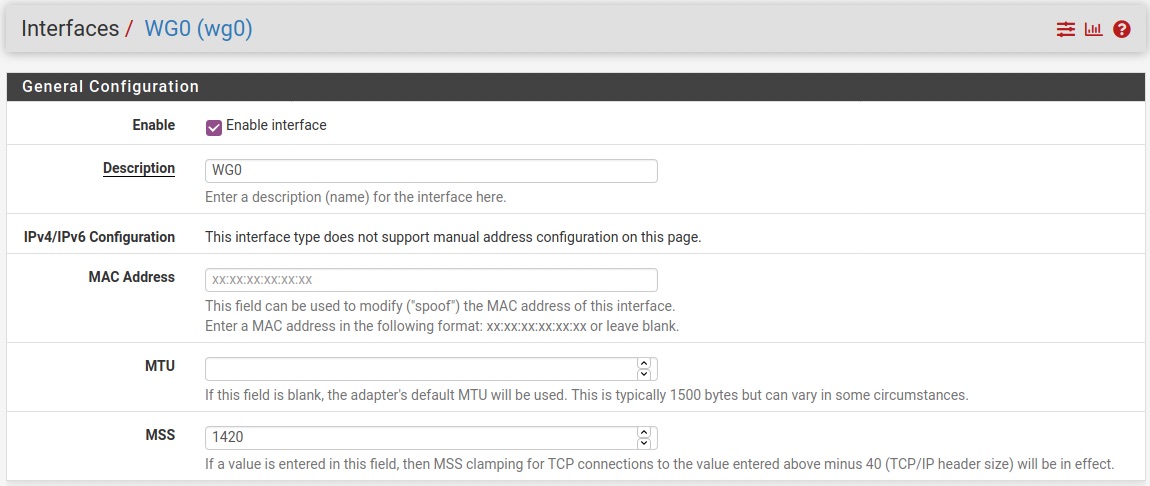 Interfaces / WG0 (wg0)
General Configuration
Enable Enable interface
Description WG0
Enter a description (name) for the interface here.
IPv4/IPv6 Configuration This interface type does not support manual address configuration on this page.
MAC Address xx:xx:xx:xx:xx:xx
This field can be used to modify ("spoof") the MAC address of this interface.
Enter a MAC address in the following format: xx:xx:xx:xx:xx:xx or leave blank.
MTU
If this field is blank, the adapter's default MTU will be used. This is typically 1500 bytes but can vary in some circumstances.
MSS 1420
If a value is entered in this field, then MSS clamping for TCP connections to the value entered above minus 40 (TCP/IP header size) will be in effect.